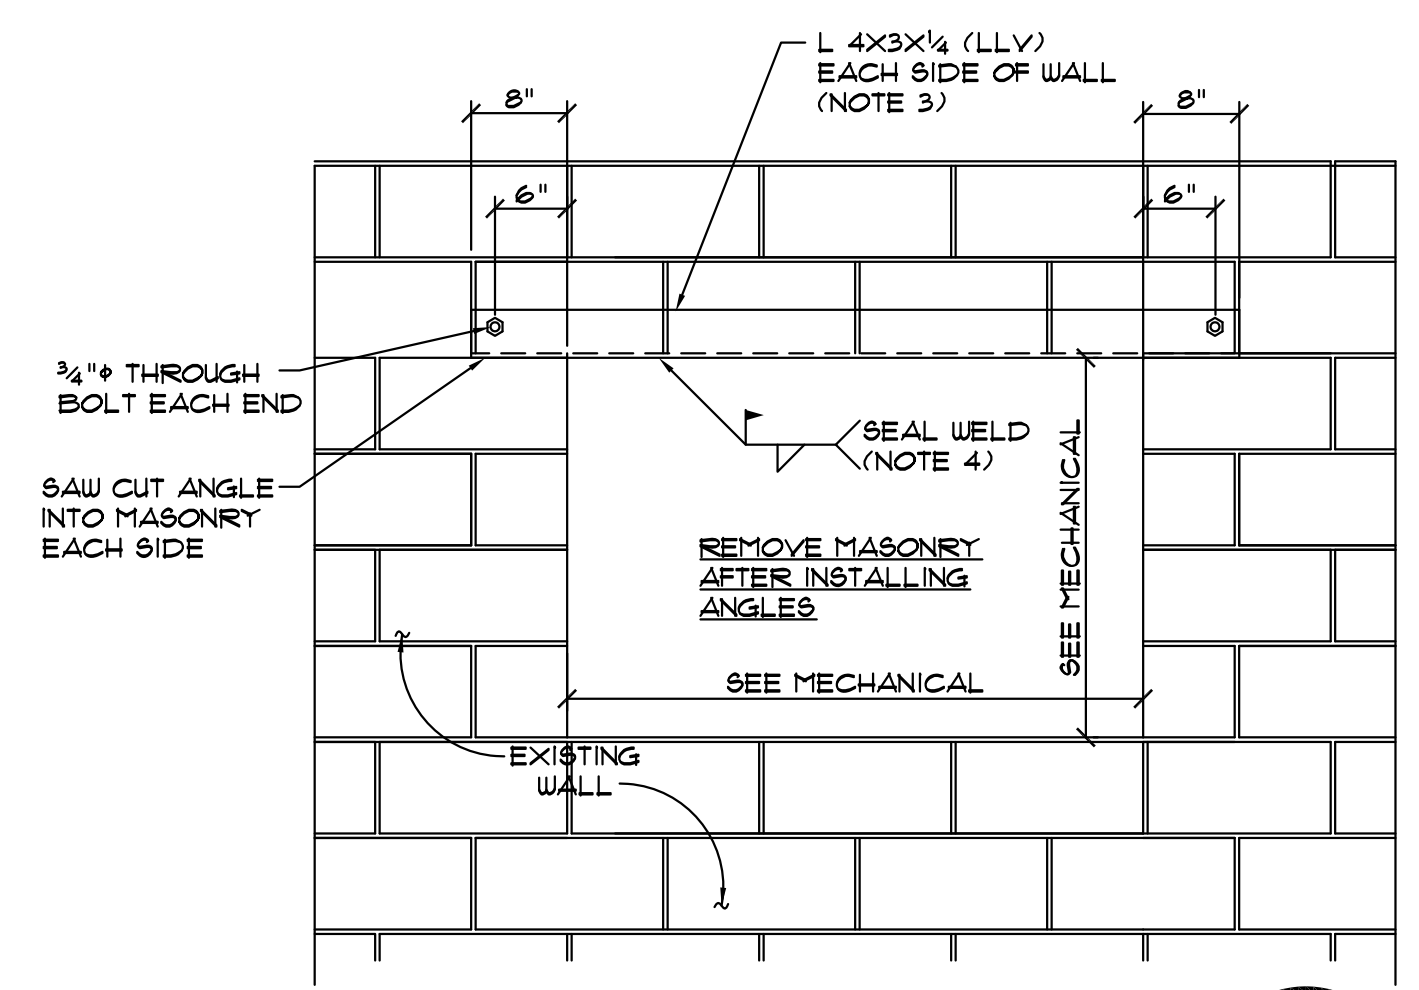 L 4X3X¼ (LLV)
EACH SIDE OF WALL
(NOTE 3)
8"
8"
6"
6"
¾"φ THROUGH
BOLT EACH END
SAW CUT ANGLE
INTO MASONRY
EACH SIDE
SEAL WELD
(NOTE 4)
SEE MECHANICAL
REMOVE MASONRY
AFTER INSTALLING
ANGLES
SEE MECHANICAL
EXISTING
WALL